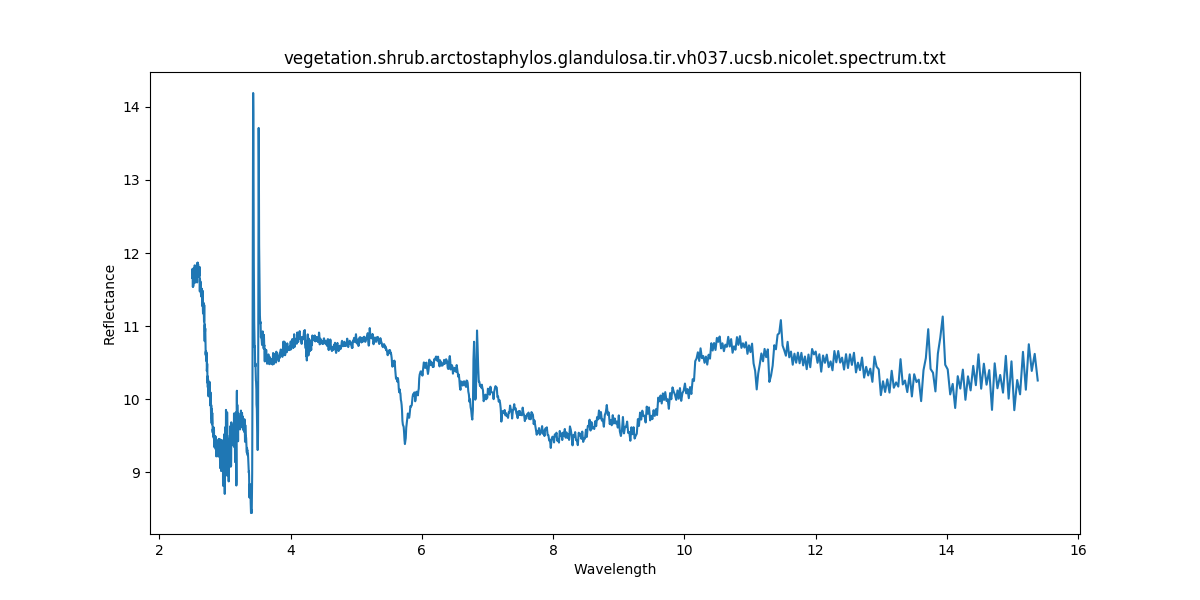 vegetation.shrub.arctostaphylos.glandulosa.tir.vh037.ucsb.nicolet.spectrum.txt
14
13
12
11
10
9
Reflectance
2 4 6 8 10 12 14 16
Wavelength